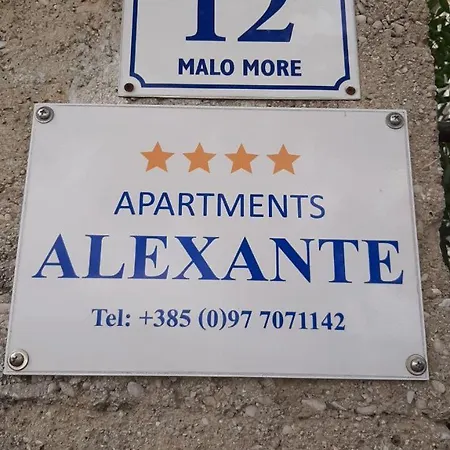 12
MALO MORE
APARTMENTS
ALEXANTE
Tel: +385 (0)97 7071142